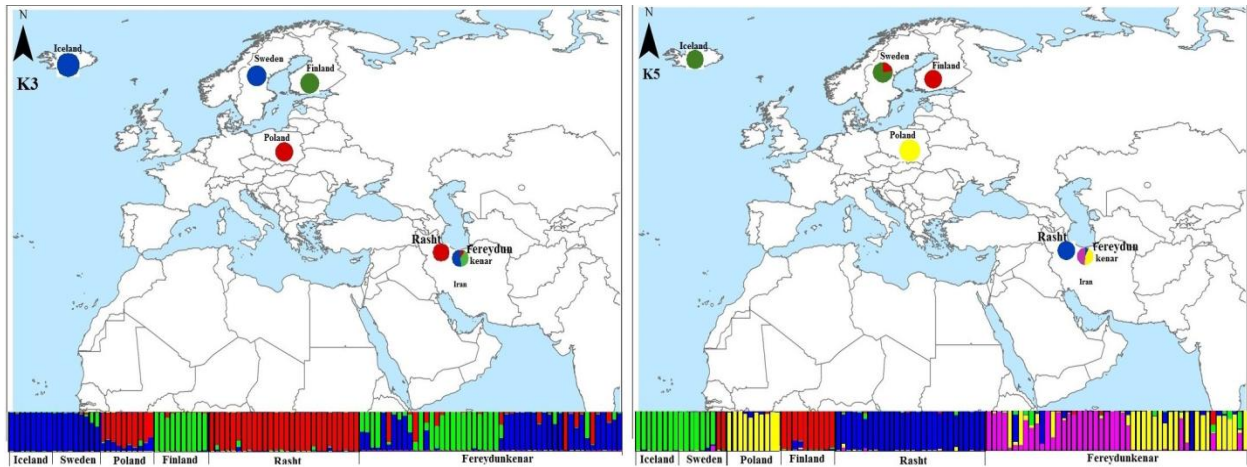 N
Iceland
K3
Sweden
Finland
Poland
Rasht
Fereydun
kenar
Iran
Iceland Sweden Poland Finland Rasht Fereydunkenar
N
Iceland
K5
Sweden
Finland
Poland
Rasht
Fereydun
kenar
Iran
Iceland Sweden Poland Finland Rasht Fereydunkenar